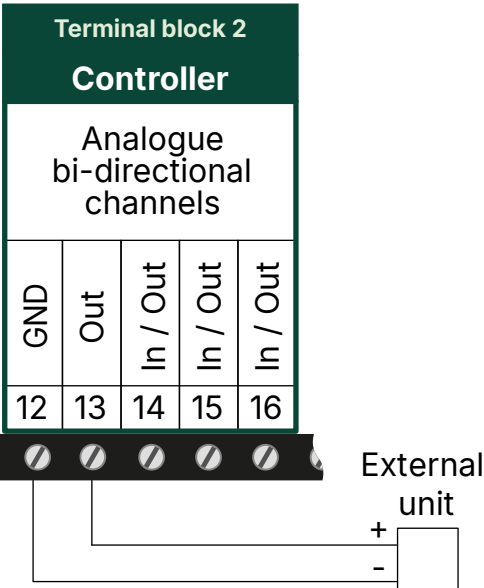 Terminal block 2
Controller
Analogue
bi-directional
channels
GND
Out
In / Out
In / Out
In / Out
12
13
14
15
16
External
unit
+
-